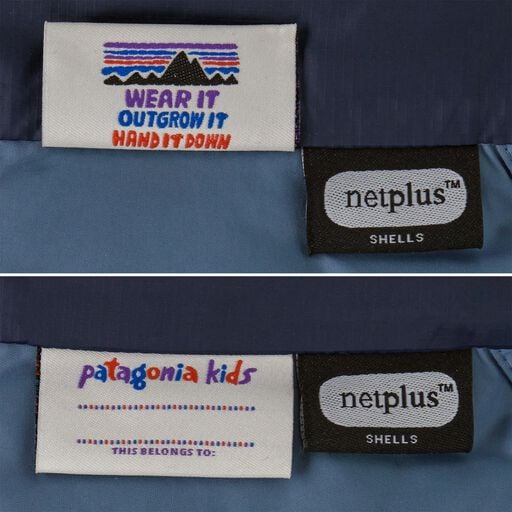 WEAR IT
OUTGROW IT
HAND IT DOWN
netplus™
SHELLS
patagonia kids
THIS BELONGS TO:
netplus™
SHELLS